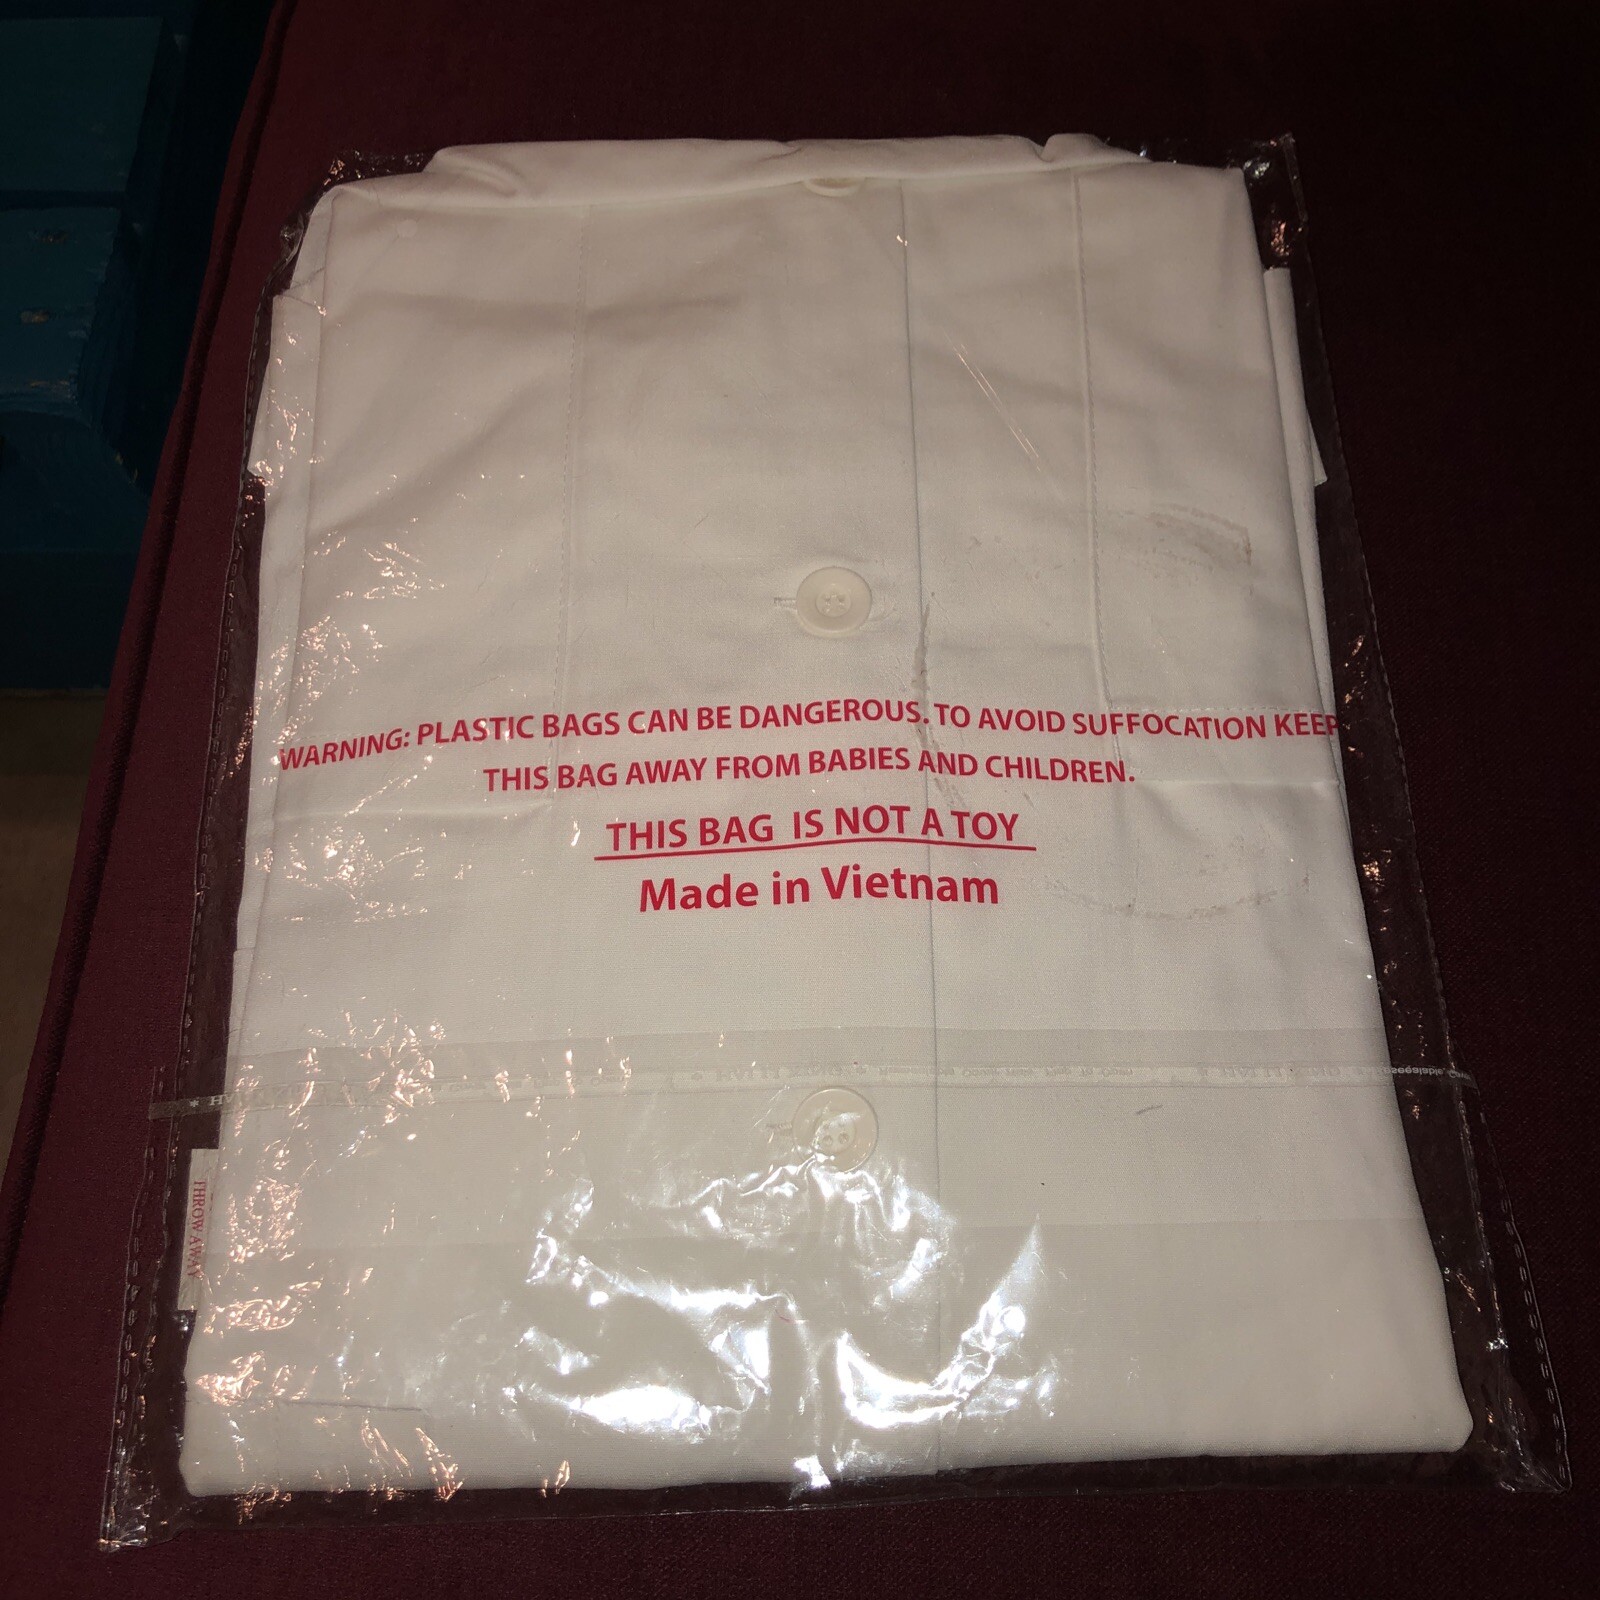 WARNING: PLASTIC BAGS CAN BE DANGEROUS. TO AVOID SUFFOCATION KEEP
THIS BAG AWAY FROM BABIES AND CHILDREN.
THIS BAG IS NOT A TOY
Made in Vietnam
THROW AWAY